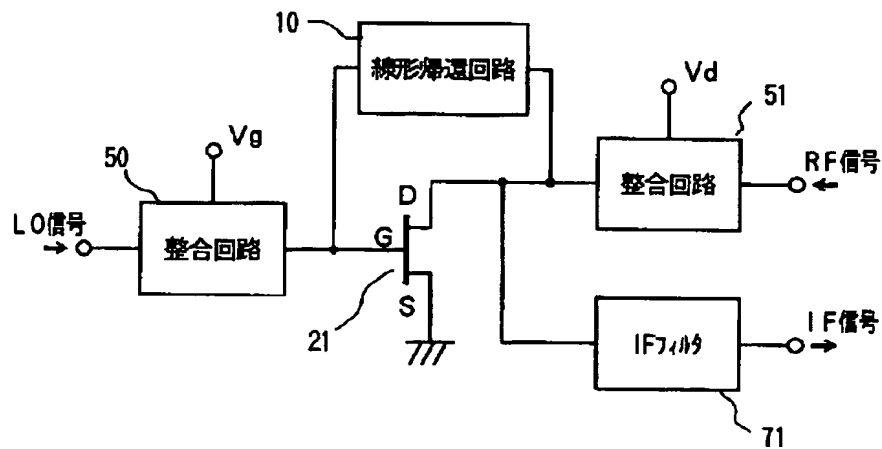 10
線形帰還回路
Vd
51
Vg
50
整合回路
RF信号
LO信号
整合回路
D
G
S
21
IFフィルタ
IF信号
71